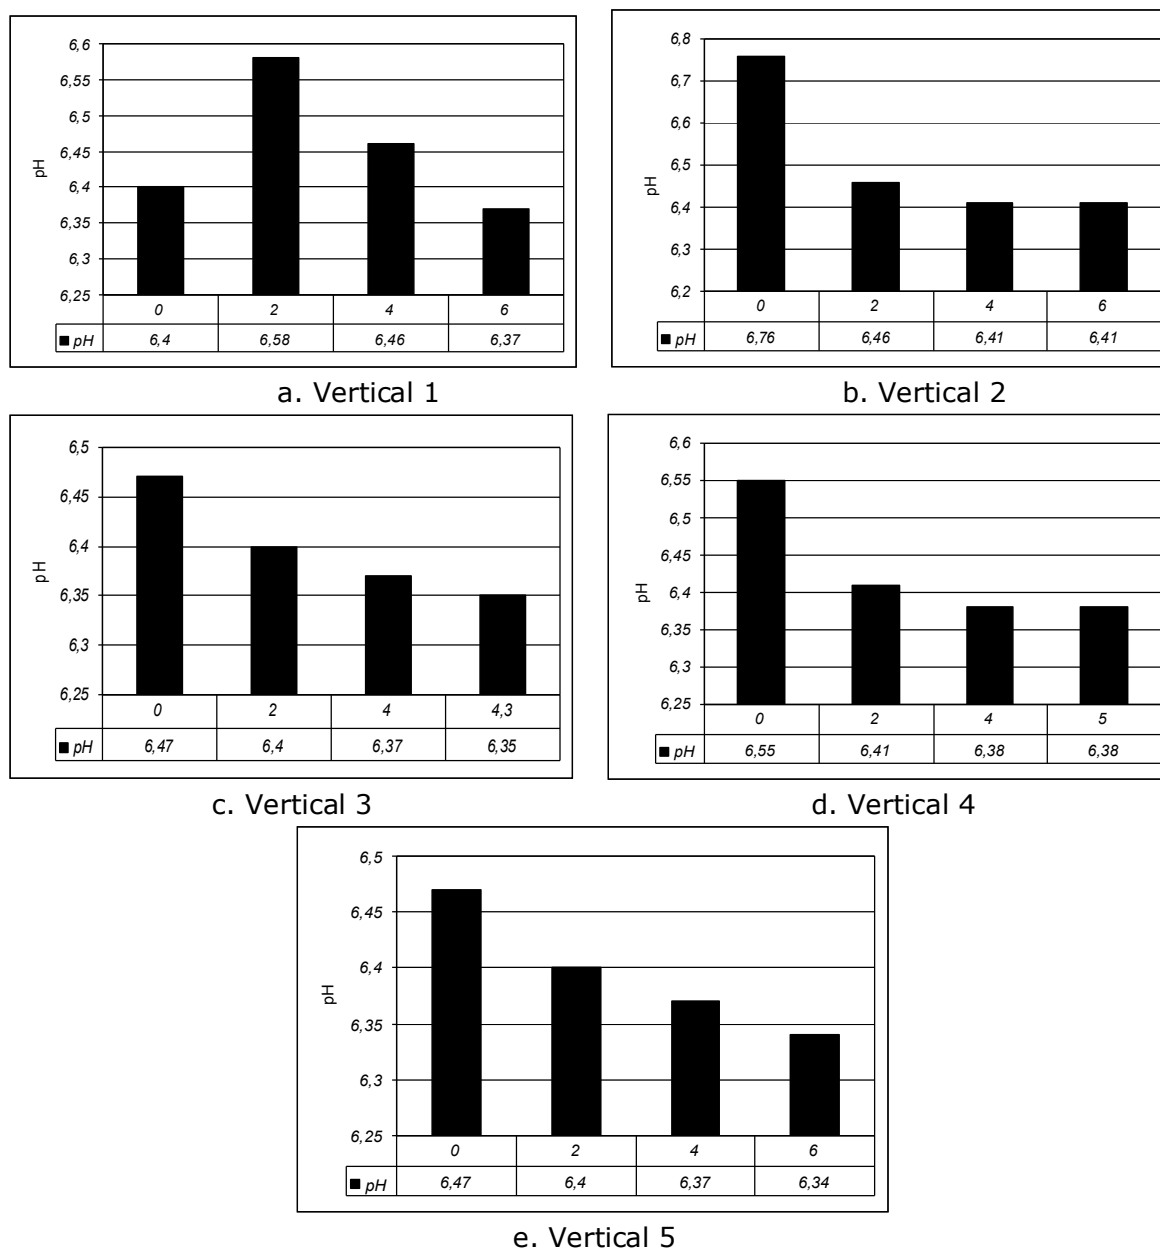 6,6
6,55
6,5
6,45
6,4
6,35
6,3
6,25
pH
0 2 4 6
pH 6,4 6,58 6,46 6,37
a. Vertical 1
6,8
6,7
6,6
6,5
6,4
6,3
6,2
pH
0 2 4 6
pH 6,76 6,46 6,41 6,41
b. Vertical 2
6,5
6,45
6,4
6,35
6,3
6,25
pH
0 2 4 4,3
pH 6,47 6,4 6,37 6,35
c. Vertical 3
6,6
6,55
6,5
6,45
6,4
6,35
6,3
6,25
pH
0 2 4 5
pH 6,55 6,41 6,38 6,38
d. Vertical 4
6,5
6,45
6,4
6,35
6,3
6,25
pH
0 2 4 6
pH 6,47 6,4 6,37 6,34
e. Vertical 5